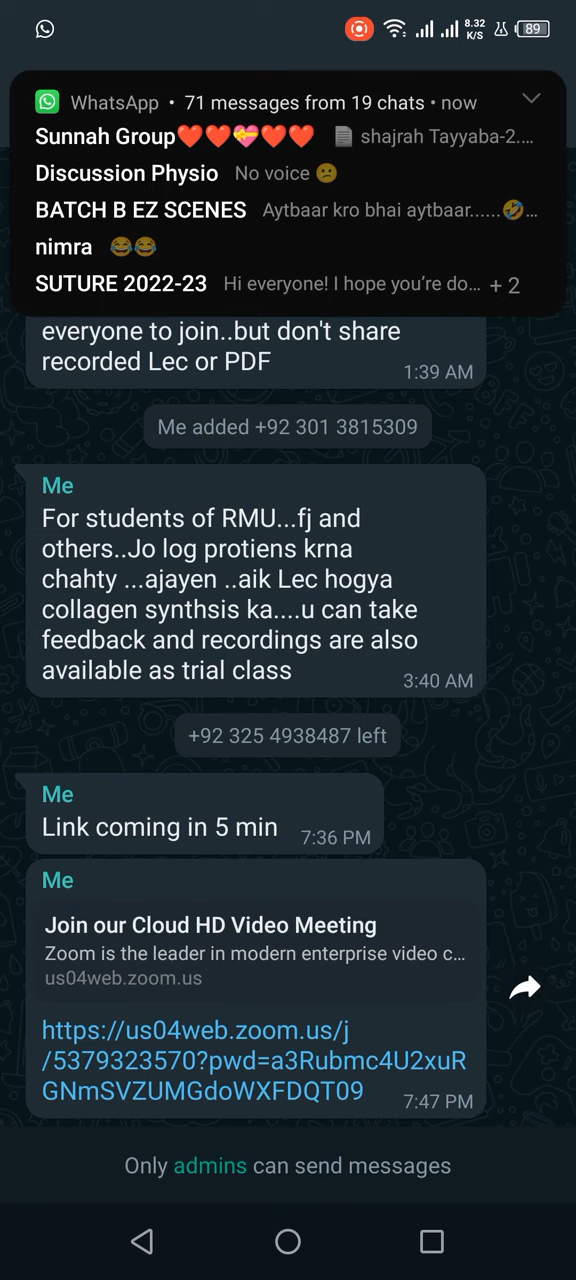 8.32
K/S
89
WhatsApp • 71 messages from 19 chats • now
Sunnah Group❤️❤️💝❤️❤️ 📄 shajrah Tayyaba-2....
Discussion Physio No voice 😕
BATCH B EZ SCENES Aytbaar kro bhai aytbaar......🤣...
nimra 😂😂
SUTURE 2022-23 Hi everyone! I hope you’re do... + 2
everyone to join..but don't share
recorded Lec or PDF
1:39 AM
Me added +92 301 3815309
Me
For students of RMU...fj and
others..Jo log protiens krna
chahty ...ajayen ..aik Lec hogya
collagen synthsis ka....u can take
feedback and recordings are also
available as trial class
3:40 AM
+92 325 4938487 left
Me
Link coming in 5 min
7:36 PM
Me
Join our Cloud HD Video Meeting
Zoom is the leader in modern enterprise video c...
us04web.zoom.us
https://us04web.zoom.us/j
/5379323570?pwd=a3Rubmc4U2xuR
GNmSVZUMGdoWXFDQT09
7:47 PM
Only admins can send messages